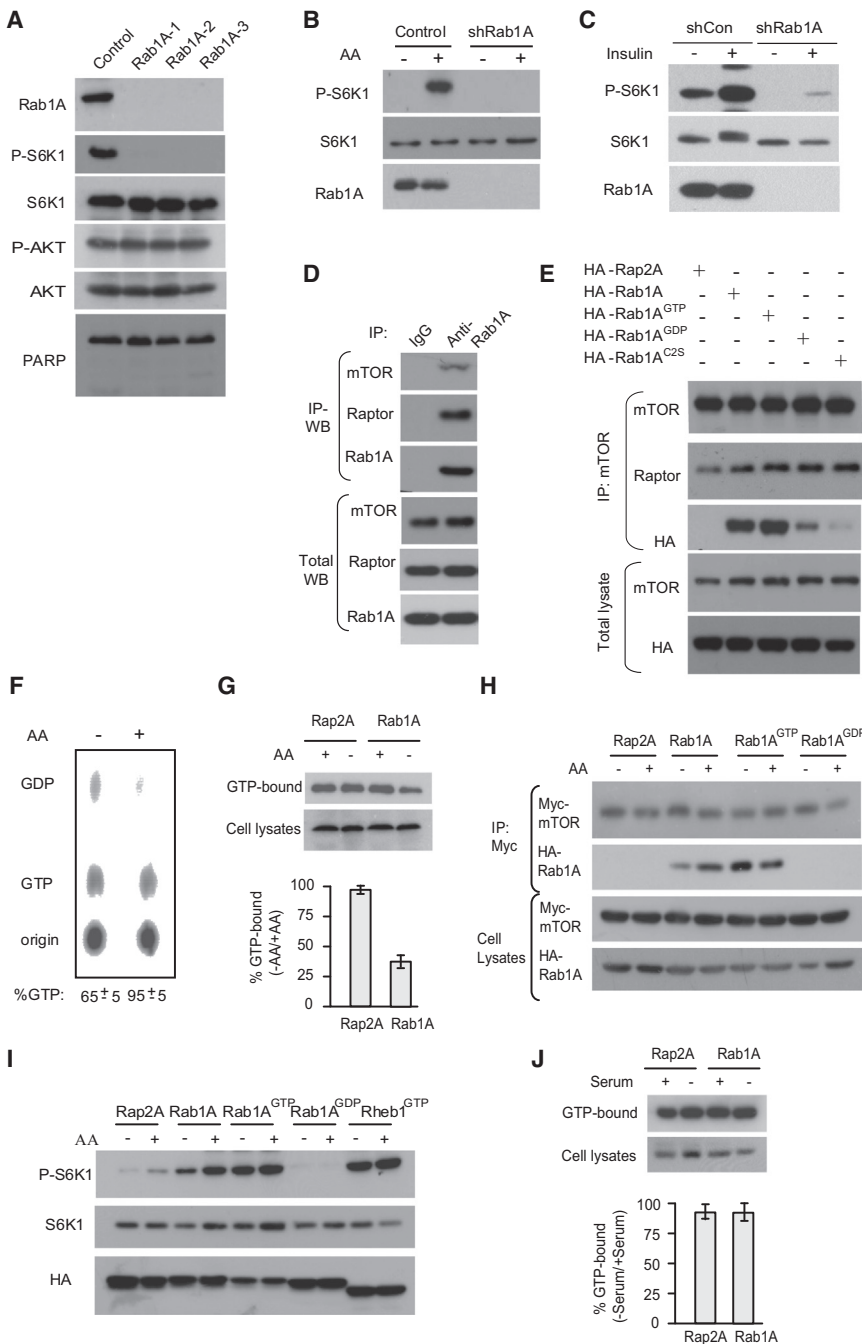 A
Control
Rab1A-1
Rab1A-2
Rab1A-3
Rab1A
P-S6K1
S6K1
P-AKT
AKT
PARP
B
Control shRab1A
AA - + - +
P-S6K1
S6K1
Rab1A
C
shCon shRab1A
Insulin - + - +
P-S6K1
S6K1
Rab1A
D
IP: IgG Anti-Rab1A
IP-WB
mTOR
Raptor
Rab1A
Total WB
mTOR
Raptor
Rab1A
E
HA-Rap2A + - - - -
HA-Rab1A - + - - -
HA-Rab1A^GTP - - + - -
HA-Rab1A^GDP - - - + -
HA-Rab1A^C2S - - - - +
IP: mTOR
mTOR
Raptor
HA
Total lysate
mTOR
HA
F
AA - +
GDP
GTP
origin
%GTP: 65±5 95±5
G
Rap2A Rab1A
AA + - + -
GTP-bound
Cell lysates
% GTP-bound
(-AA/+AA)
100
75
50
25
0
Rap2A Rab1A
H
Rap2A Rab1A Rab1A^GTP Rab1A^GDP
AA - + - + - + - +
IP: Myc
Myc-mTOR
HA-Rab1A
Cell Lysates
Myc-mTOR
HA-Rab1A
I
Rap2A Rab1A Rab1A^GTP Rab1A^GDP Rheb1^GTP
AA - + - + - + - + - +
P-S6K1
S6K1
HA
J
Rap2A Rab1A
Serum + - + -
GTP-bound
Cell lysates
% GTP-bound
(-Serum/+Serum)
100
75
50
25
0
Rap2A Rab1A